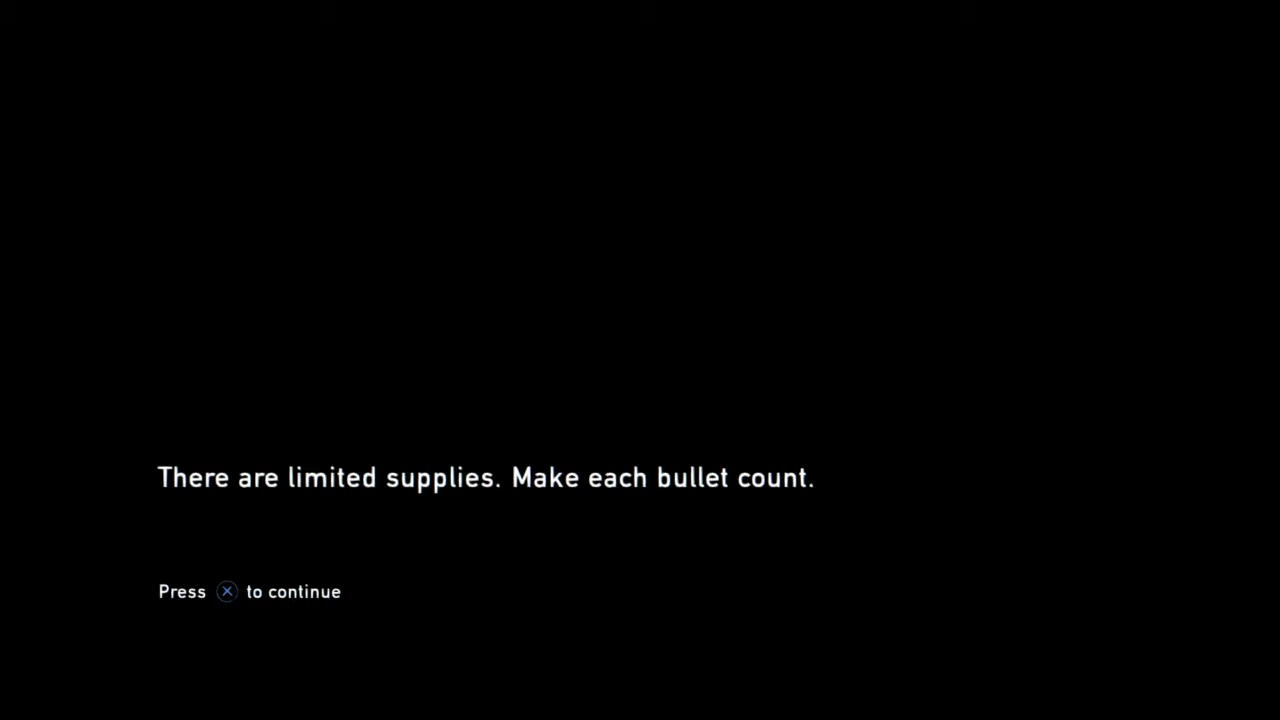 There are limited supplies. Make each bullet count.
Press ⓧ to continue